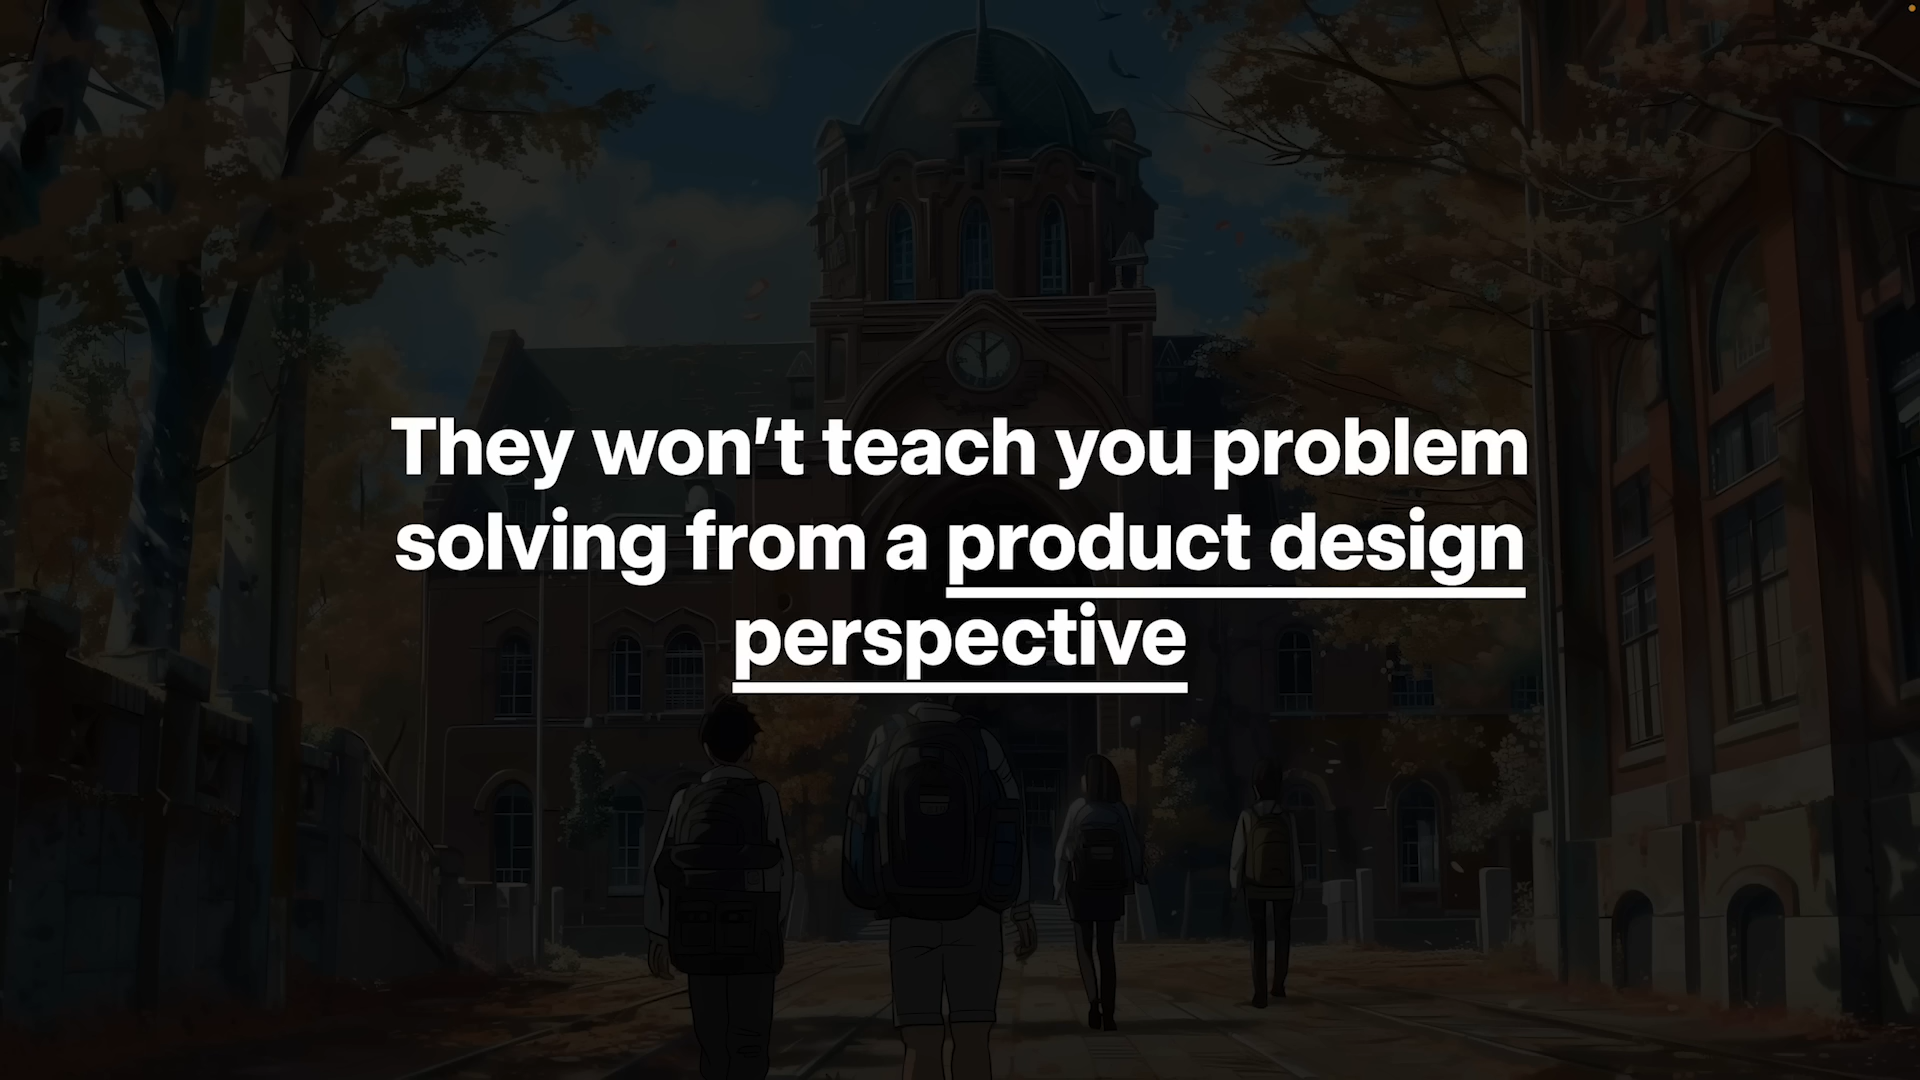 They won’t teach you problem
solving from a product design
perspective